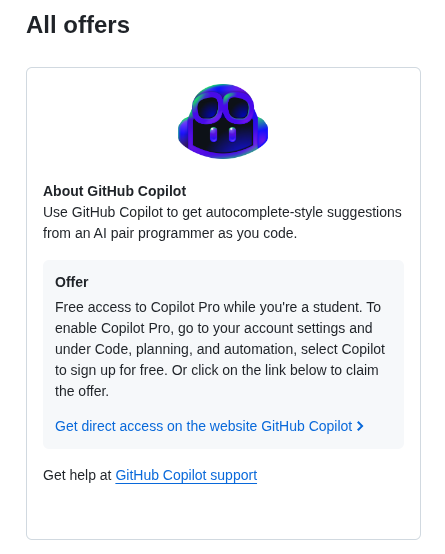 All offers
About GitHub Copilot
Use GitHub Copilot to get autocomplete-style suggestions
from an AI pair programmer as you code.
Offer
Free access to Copilot Pro while you're a student. To
enable Copilot Pro, go to your account settings and
under Code, planning, and automation, select Copilot
to sign up for free. Or click on the link below to claim
the offer.
Get direct access on the website GitHub Copilot
Get help at GitHub Copilot support